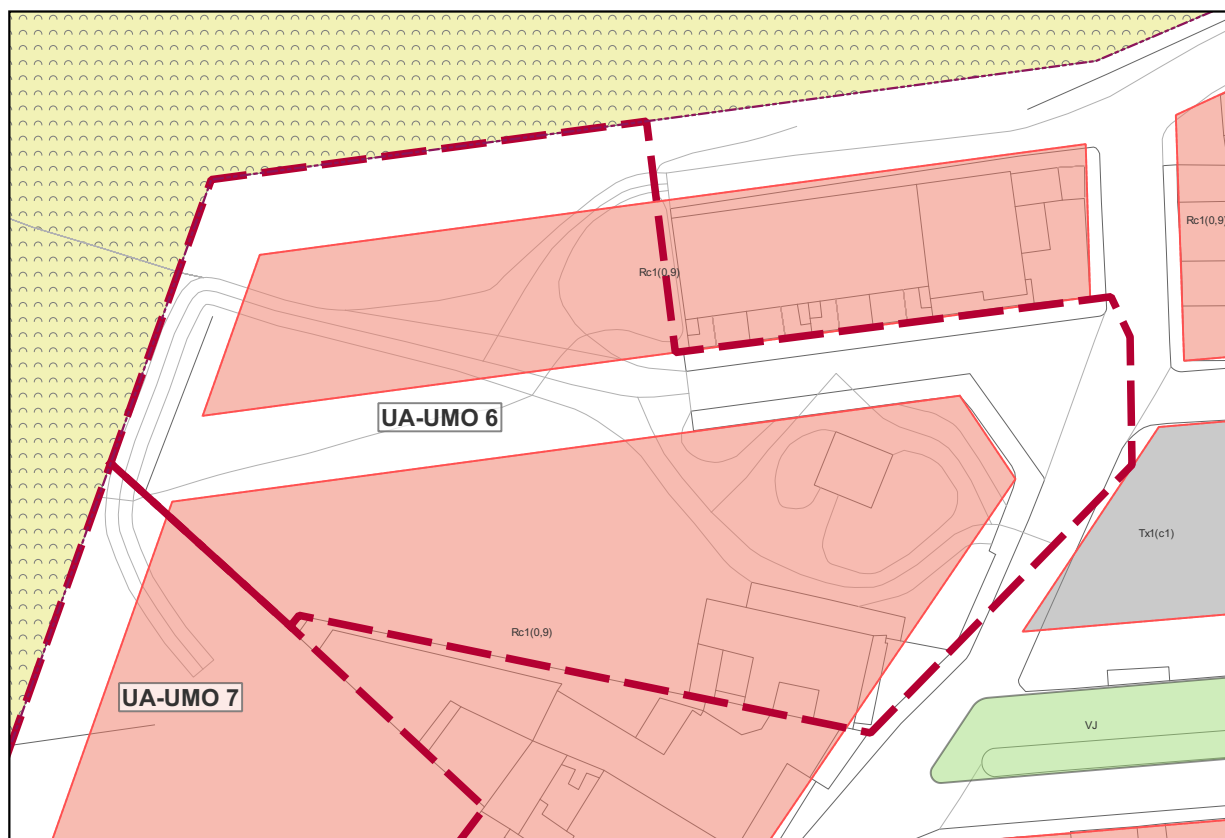 Rc1(0,9)
Rc1(0,9)
UA-UMO 6
Tx1(c1)
Rc1(0,9)
UA-UMO 7
VJ